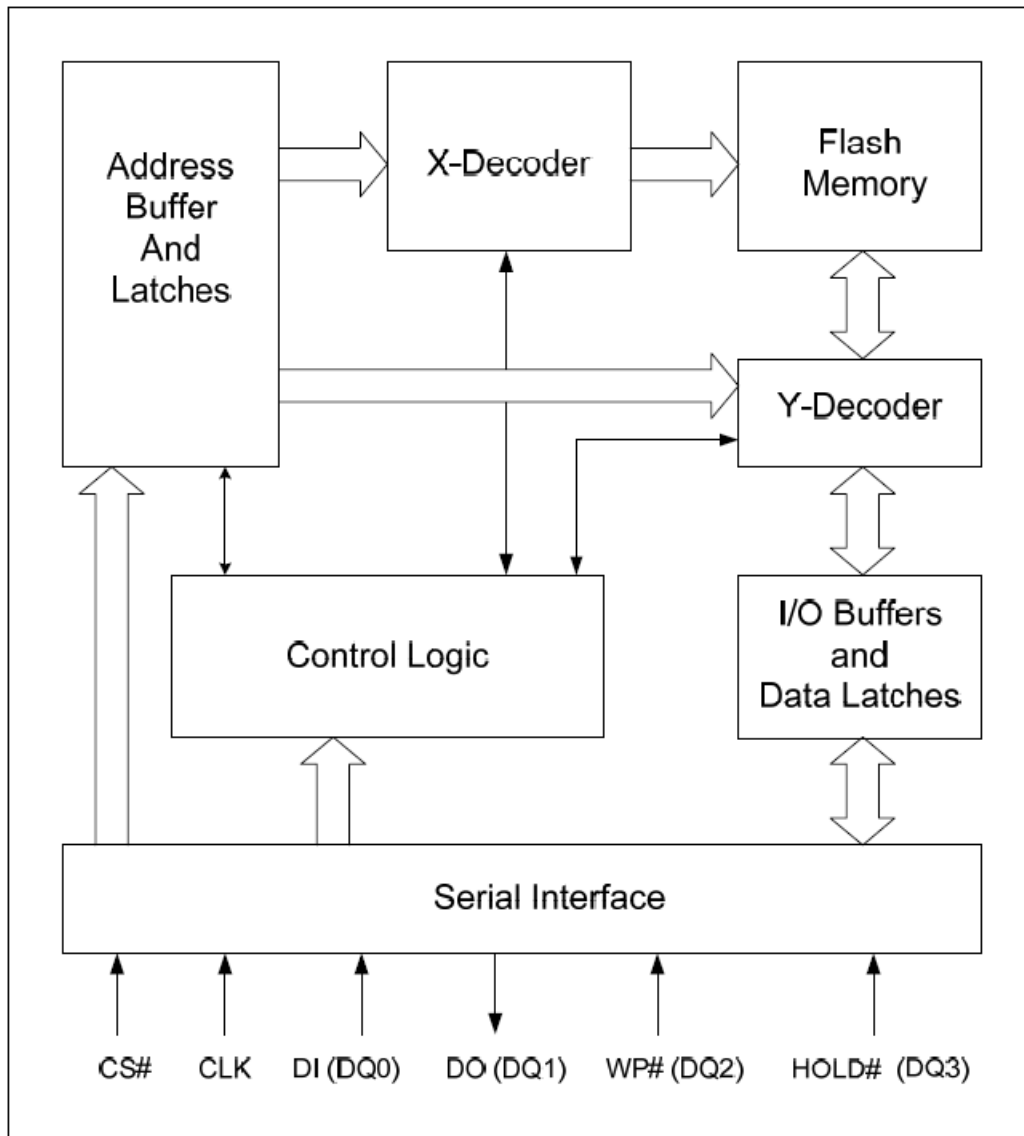 Address
Buffer
And
Latches
X-Decoder
Flash
Memory
Y-Decoder
Control Logic
I/O Buffers
and
Data Latches
Serial Interface
CS#
CLK
DI (DQ0)
DO (DQ1)
WP# (DQ2)
HOLD# (DQ3)